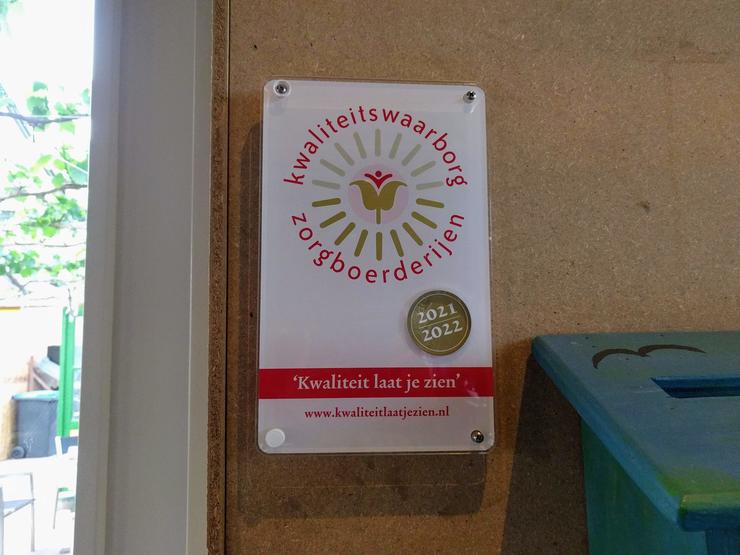 kwaliteitswaarborg
zorgboerderijen
2021
2022
‘Kwaliteit laat je zien’
www.kwaliteitlaatjezien.nl